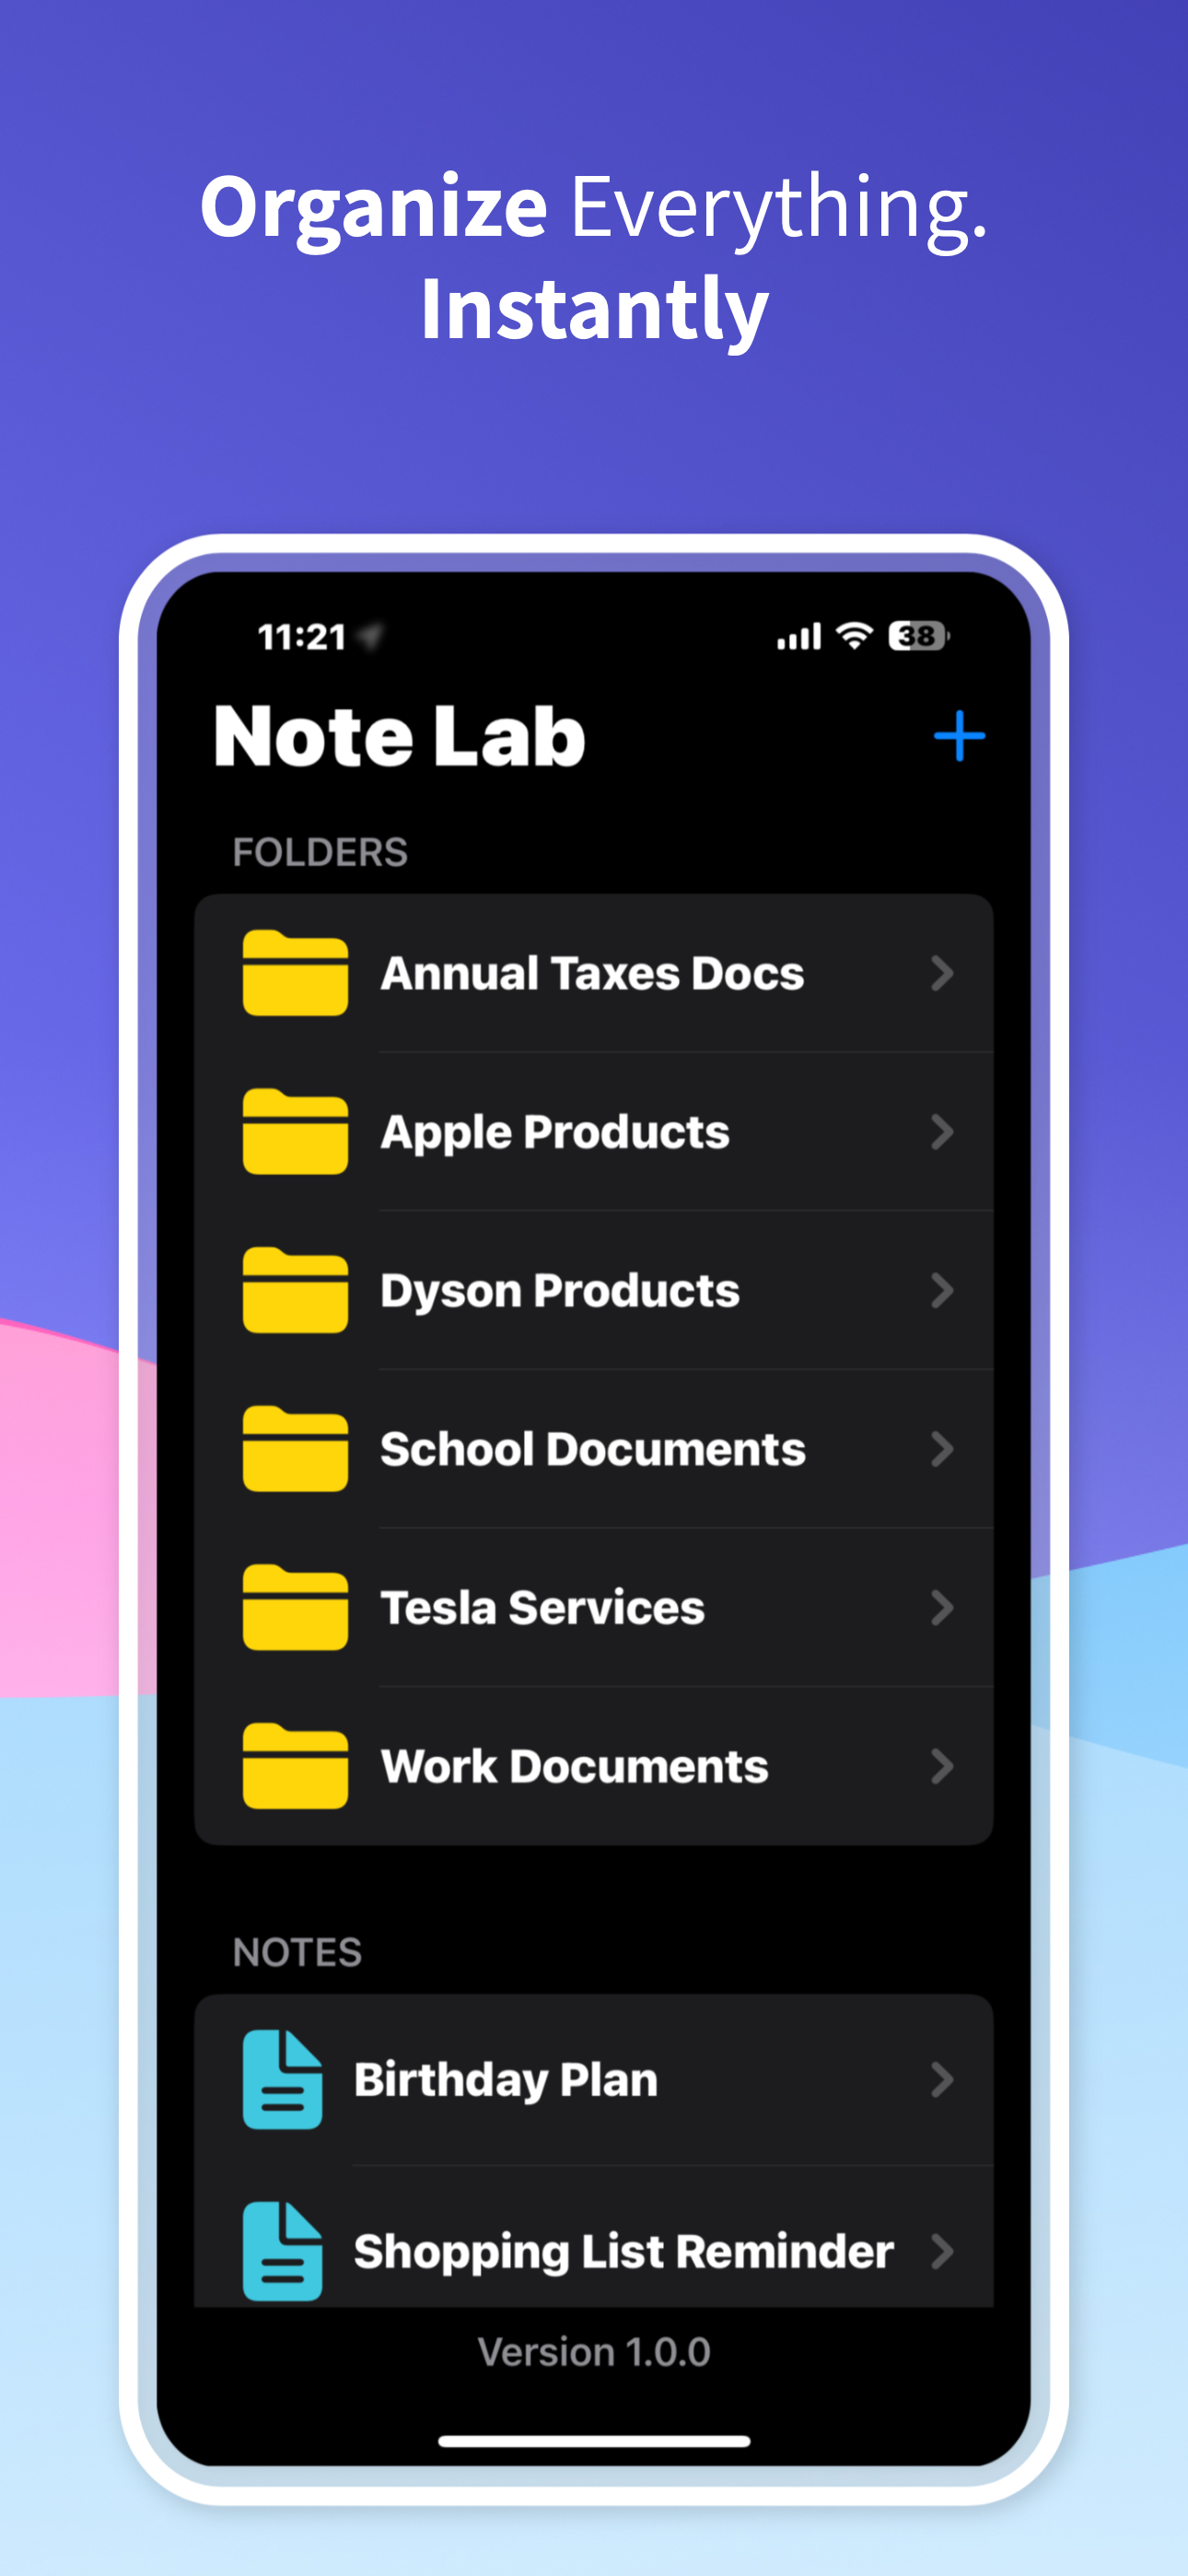 Organize Everything.
Instantly
11:21
38
Note Lab
FOLDERS
Annual Taxes Docs
Apple Products
Dyson Products
School Documents
Tesla Services
Work Documents
NOTES
Birthday Plan
Shopping List Reminder
Version 1.0.0